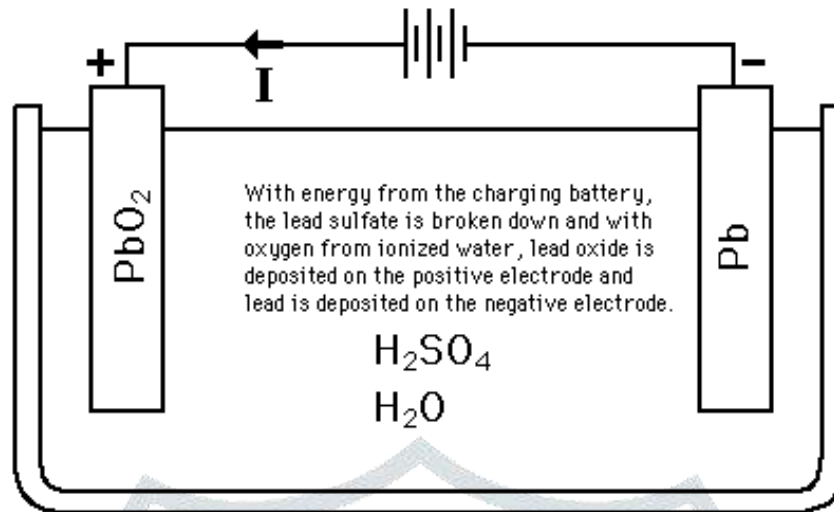 +
I
-
PbO₂
With energy from the charging battery,
the lead sulfate is broken down and with
oxygen from ionized water, lead oxide is
deposited on the positive electrode and
lead is deposited on the negative electrode.
Pb
H₂SO₄
H₂O